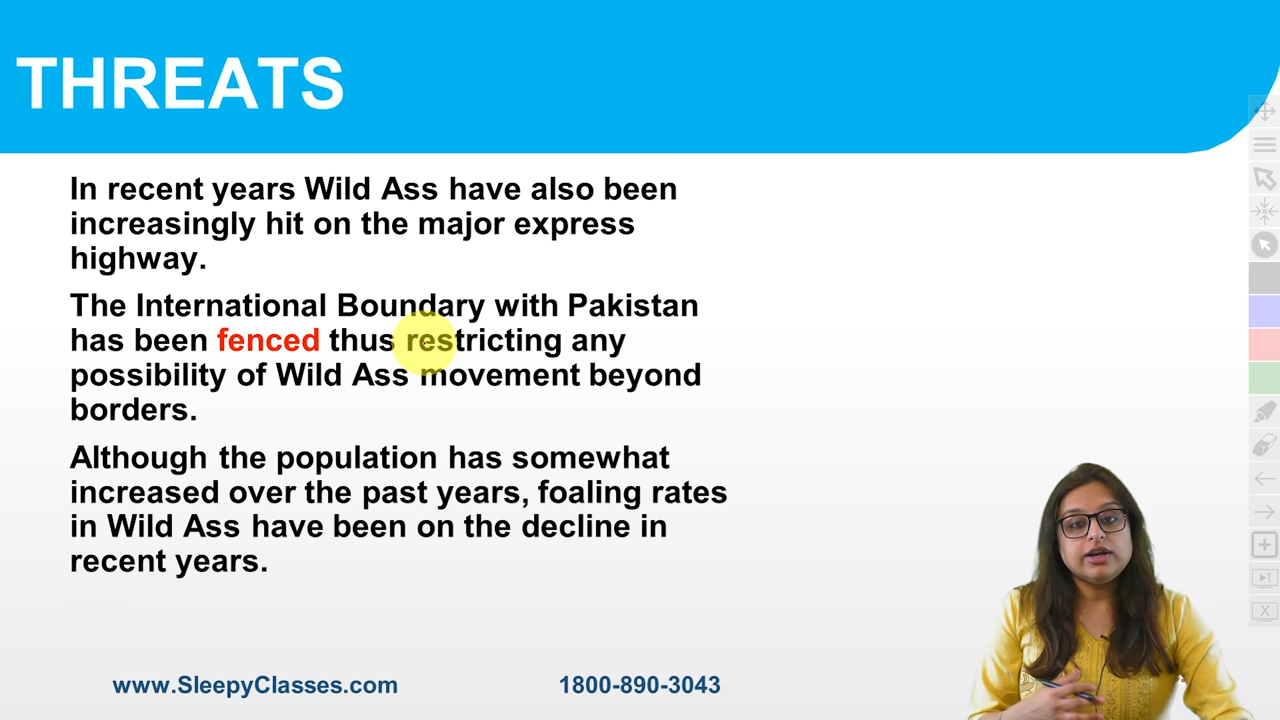 THREATS
In recent years Wild Ass have also been
increasingly hit on the major express
highway.
The International Boundary with Pakistan
has been fenced thus restricting any
possibility of Wild Ass movement beyond
borders.
Although the population has somewhat
increased over the past years, foaling rates
in Wild Ass have been on the decline in
recent years.
www.SleepyClasses.com
1800-890-3043